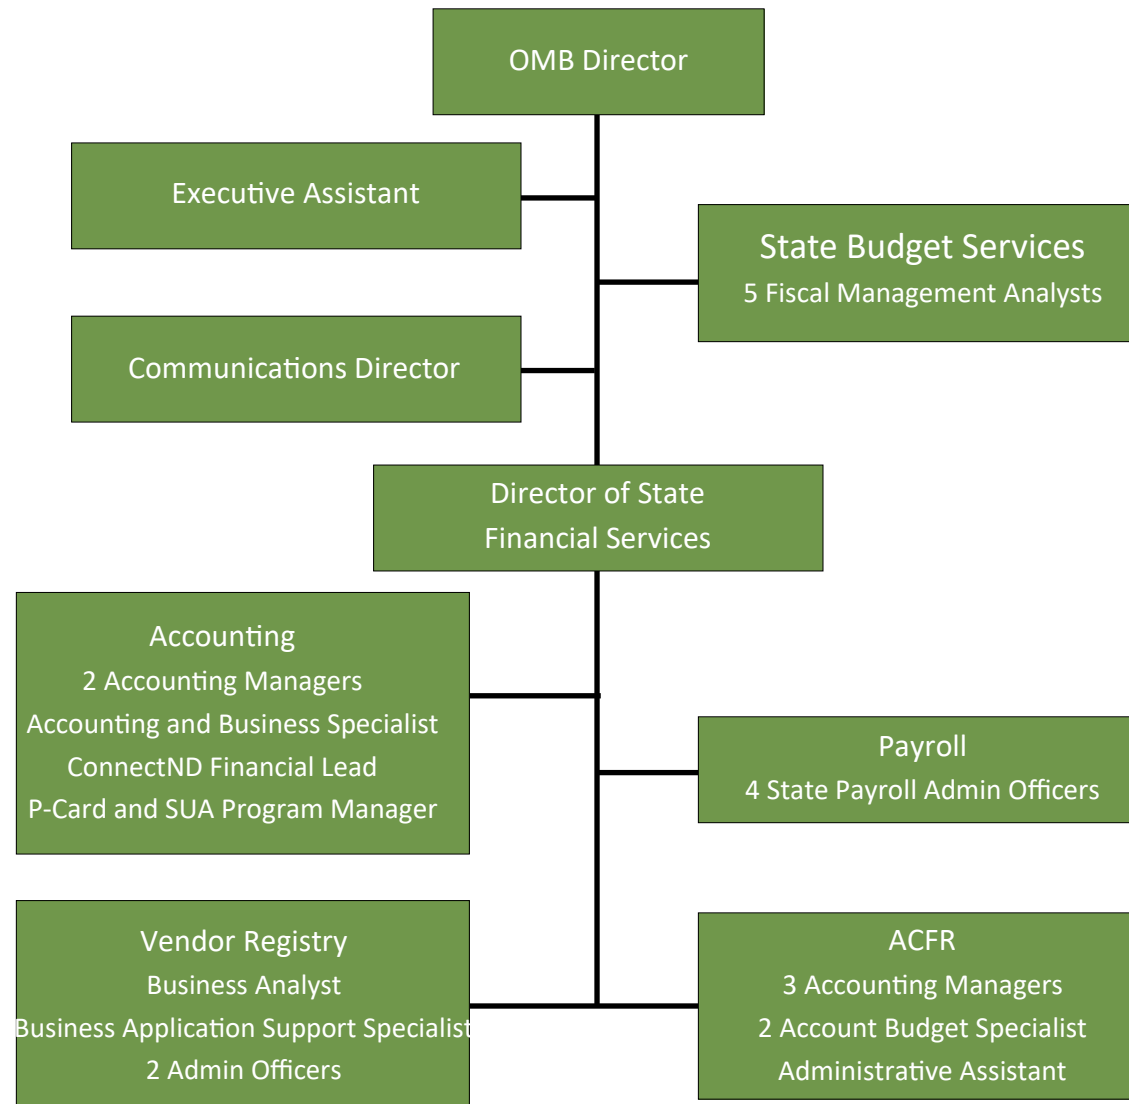 OMB Director
Executive Assistant
State Budget Services
5 Fiscal Management Analysts
Communications Director
Director of State
Financial Services
Accounting
2 Accounting Managers
Accounting and Business Specialist
ConnectND Financial Lead
P-Card and SUA Program Manager
Payroll
4 State Payroll Admin Officers
Vendor Registry
Business Analyst
Business Application Support Specialist
2 Admin Officers
ACFR
3 Accounting Managers
2 Account Budget Specialist
Administrative Assistant